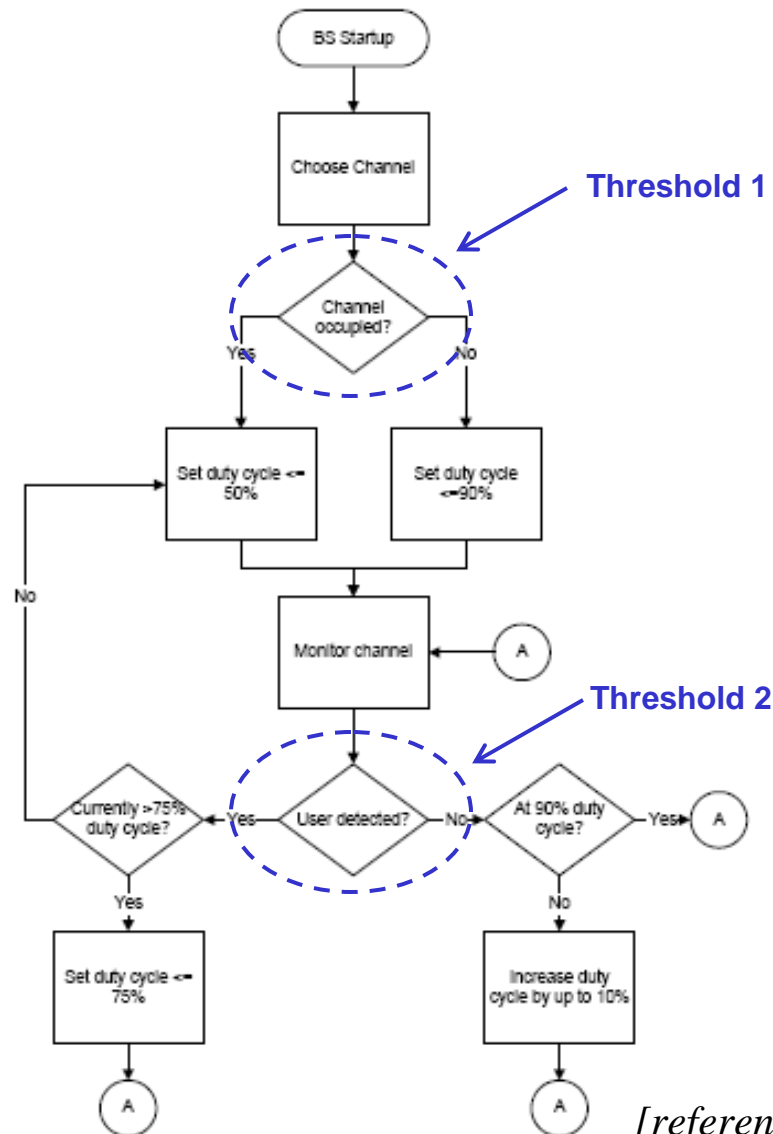 BS Startup
Choose Channel
Threshold 1
Channel
occupied?
Yes
No
Set duty cycle <=
50%
Set duty cycle
<=90%
No
Monitor channel
A
Threshold 2
Currently >75%
duty cycle?
Yes
User detected?
No
At 90% duty
cycle?
Yes
A
Yes
No
Set duty cycle <=
75%
Increase duty
cycle by up to 10%
A
A
[referen